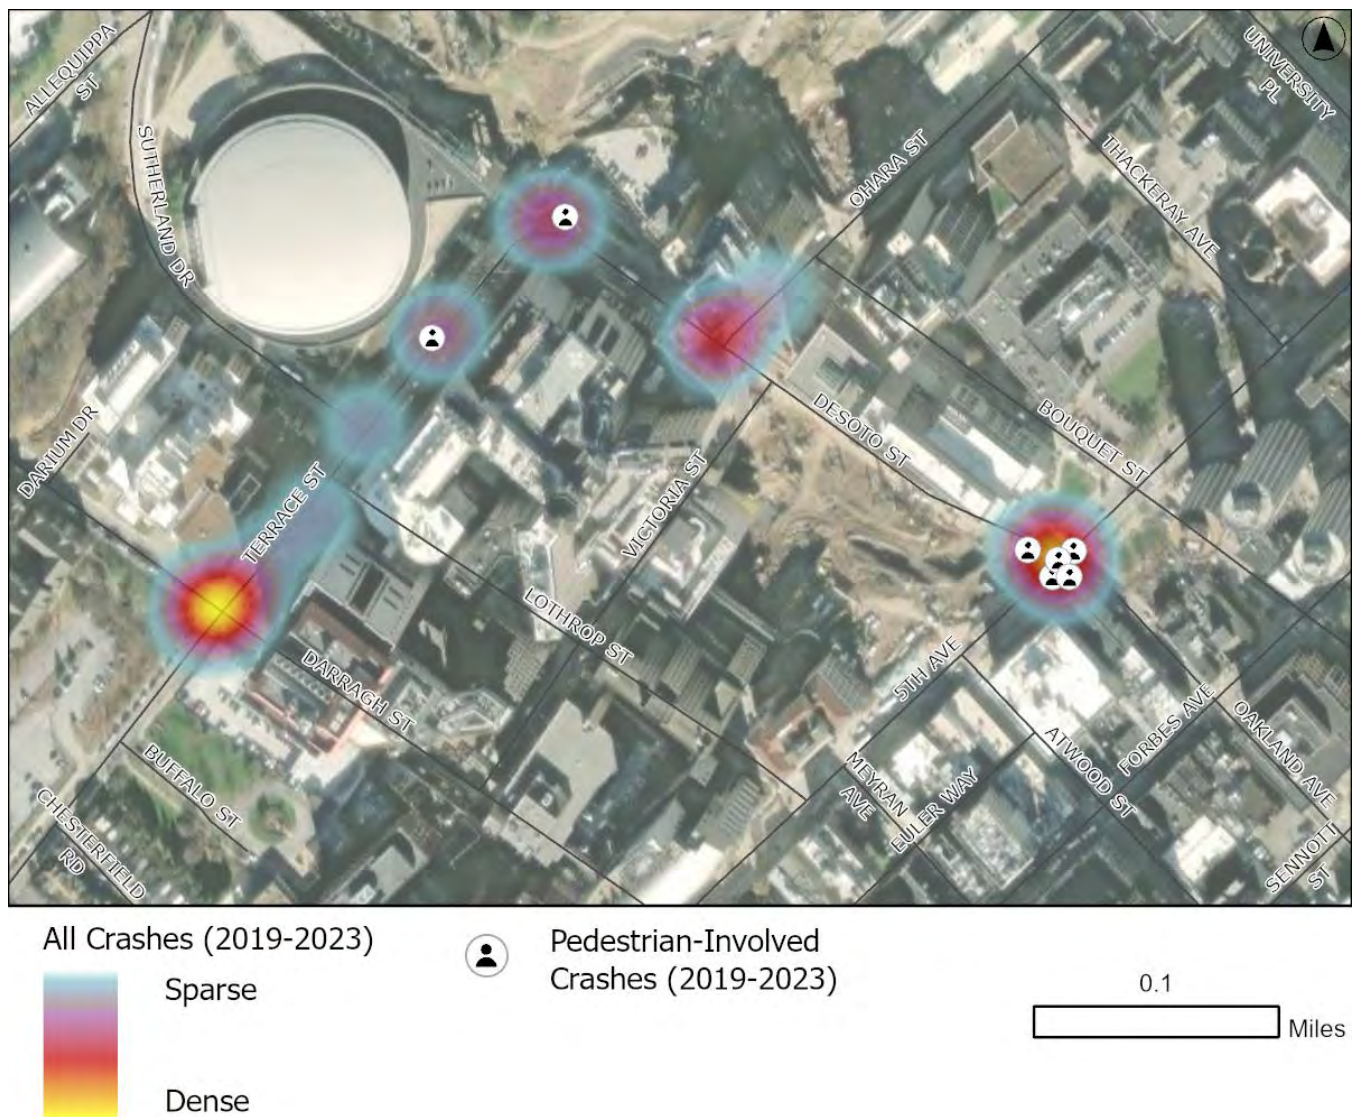 ALLEQUIPPA
ST
UNIVERSITY
PL
SUTHERLAND DR
OHARA ST
THACKERAY AVE
DARIUM DR
TERRACE ST
DESOTO ST
BOUQUET ST
VICTORIA ST
LOTHROP ST
DARRAGH ST
5TH AVE
BUFFALO ST
CHESTERFIELD
RD
MEYRAN
AVE
EULER WAY
ATWOOD ST
FORBES AVE
OAKLAND AVE
SENNOTT
ST
All Crashes (2019-2023)
Sparse
Dense
Pedestrian-Involved
Crashes (2019-2023)
0.1
Miles